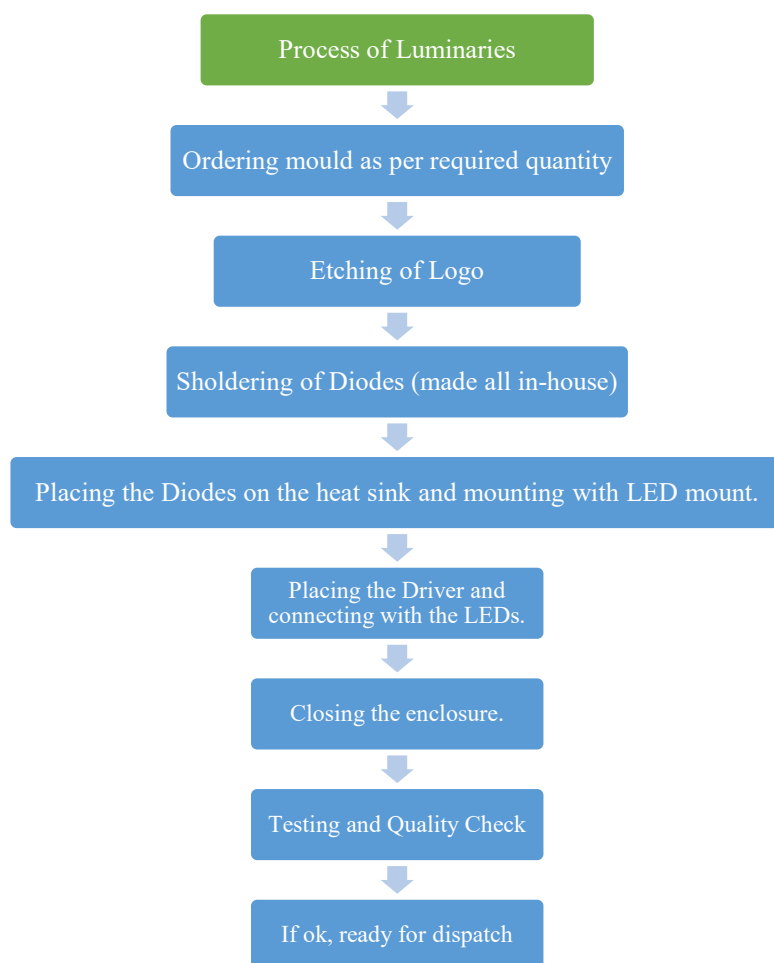 Process of Luminaries
Ordering mould as per required quantity
Etching of Logo
Sholdering of Diodes (made all in-house)
Placing the Diodes on the heat sink and mounting with LED mount.
Placing the Driver and
connecting with the LEDs.
Closing the enclosure.
Testing and Quality Check
If ok, ready for dispatch